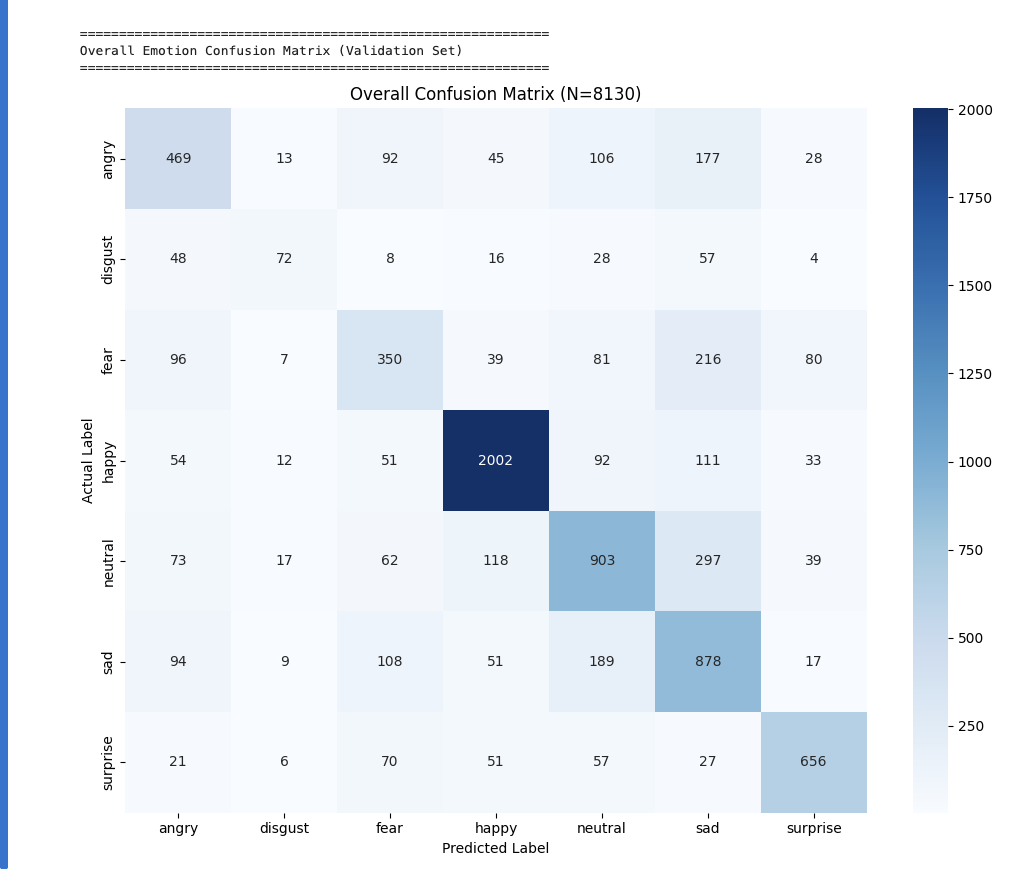 ============================================================
Overall Emotion Confusion Matrix (Validation Set)
============================================================
Overall Confusion Matrix (N=8130)
angry 469 13 92 45 106 177 28
disgust 48 72 8 16 28 57 4
fear 96 7 350 39 81 216 80
happy 54 12 51 2002 92 111 33
neutral 73 17 62 118 903 297 39
sad 94 9 108 51 189 878 17
surprise 21 6 70 51 57 27 656
angry disgust fear happy neutral sad surprise
Predicted Label
Actual Label
2000
1750
1500
1250
1000
750
500
250